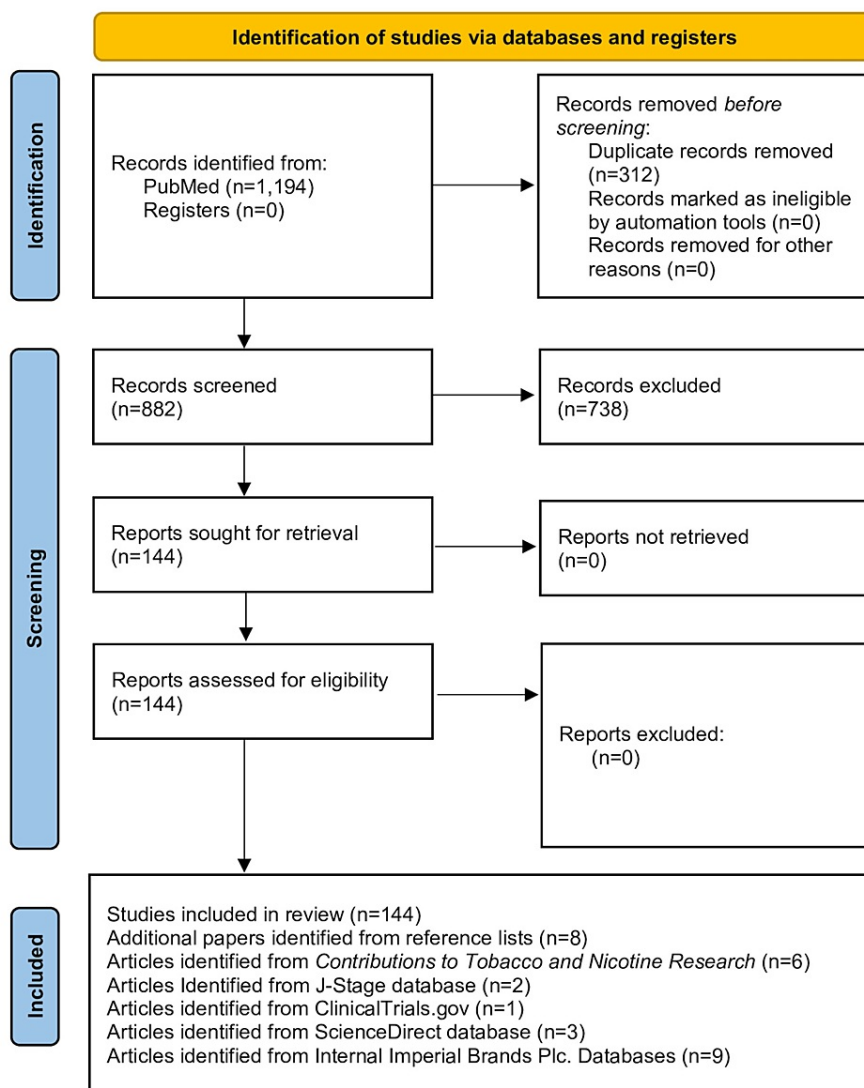 Identification of studies via databases and registers
Identification
Records identified from:
PubMed (n=1,194)
Registers (n=0)
Records removed before
screening:
Duplicate records removed
(n=312)
Records marked as ineligible
by automation tools (n=0)
Records removed for other
reasons (n=0)
Screening
Records screened
(n=882)
Records excluded
(n=738)
Reports sought for retrieval
(n=144)
Reports not retrieved
(n=0)
Reports assessed for eligibility
(n=144)
Reports excluded:
(n=0)
Included
Studies included in review (n=144)
Additional papers identified from reference lists (n=8)
Articles identified from Contributions to Tobacco and Nicotine Research (n=6)
Articles Identified from J-Stage database (n=2)
Articles identified from ClinicalTrials.gov (n=1)
Articles identified from ScienceDirect database (n=3)
Articles identified from Internal Imperial Brands Plc. Databases (n=9)